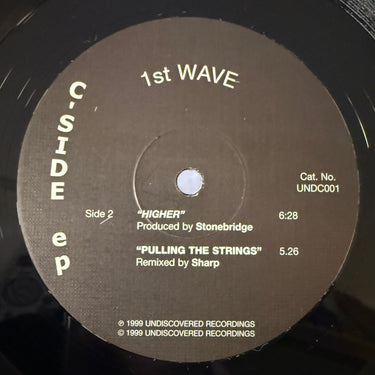 1st WAVE
C'SIDE ep
Cat. No.
UNDC001
Side 2 "HIGHER" 6:28
Produced by Stonebridge
"PULLING THE STRINGS" 5.26
Remixed by Sharp
℗ 1999 UNDISCOVERED RECORDINGS
© 1999 UNDISCOVERED RECORDINGS